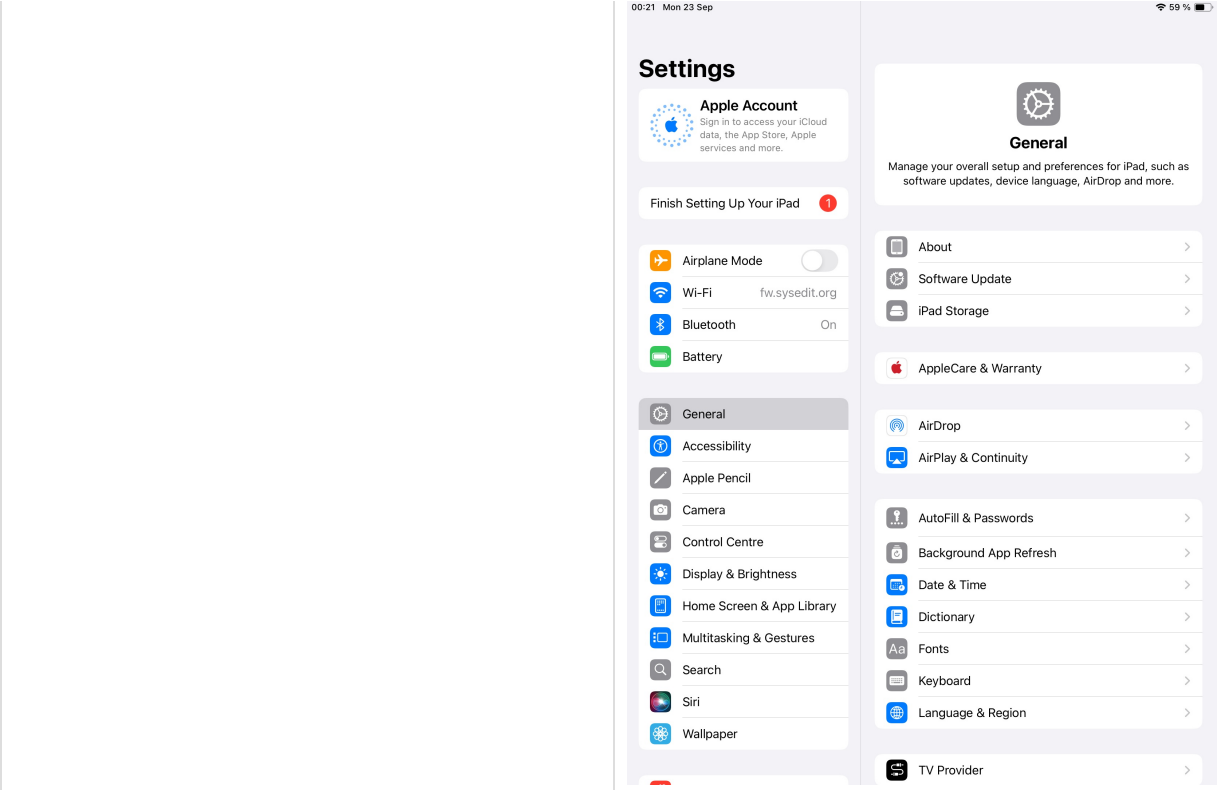 00:21 Mon 23 Sep
59 %
Settings
Apple Account
Sign in to access your iCloud
data, the App Store, Apple
services and more.
Finish Setting Up Your iPad 1
Airplane Mode
Wi-Fi fw.sysedit.org
Bluetooth On
Battery
General
Accessibility
Apple Pencil
Camera
Control Centre
Display & Brightness
Home Screen & App Library
Multitasking & Gestures
Search
Siri
Wallpaper
General
Manage your overall setup and preferences for iPad, such as
software updates, device language, AirDrop and more.
About
Software Update
iPad Storage
AppleCare & Warranty
AirDrop
AirPlay & Continuity
AutoFill & Passwords
Background App Refresh
Date & Time
Dictionary
Aa Fonts
Keyboard
Language & Region
TV Provider